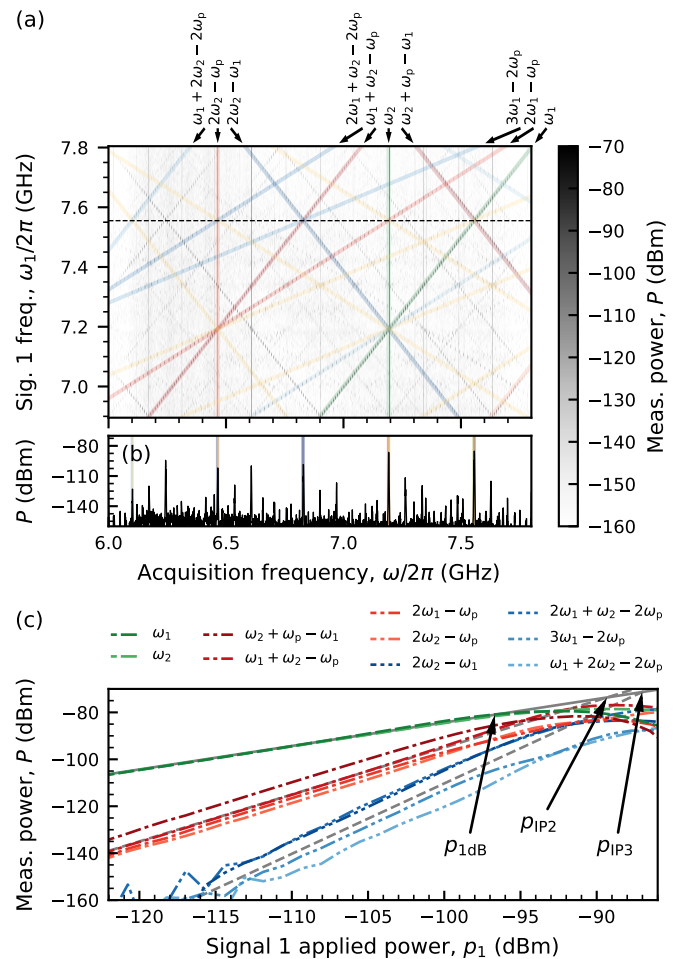 (a)
ω₁ + 2ω₂ − 2ωₚ
2ω₂ − ωₚ
2ω₂ − ω₁
2ω₁ + ω₂ − 2ωₚ
ω₁ + ω₂ − ωₚ
ω₂
ω₂ + ωₚ − ω₁
3ω₁ − 2ωₚ
2ω₁ − ωₚ
ω₁
Sig. 1 freq., ω₁/2π
(GHz)
7.8
7.6
7.4
7.2
7.0
−70
−80
−90
−100
−110
−120
−130
−140
−150
−160
Meas. power, P (dBm)
(b)
P (dBm)
−70
−110
−140
6.0 6.5 7.0 7.5
Acquisition frequency, ω/2π (GHz)
(c)
ω₁
ω₂
ω₂ + ωₚ − ω₁
ω₁ + ω₂ − ωₚ
2ω₁ − ωₚ
2ω₂ − ωₚ
2ω₂ − ω₁
2ω₁ + ω₂ − 2ωₚ
3ω₁ − 2ωₚ
ω₁ + 2ω₂ − 2ωₚ
Meas. power, P (dBm)
−80
−100
−120
−140
−160
p1dB
pIP2
pIP3
−120 −115 −110 −105 −100 −95 −90
Signal 1 applied power, p₁ (dBm)